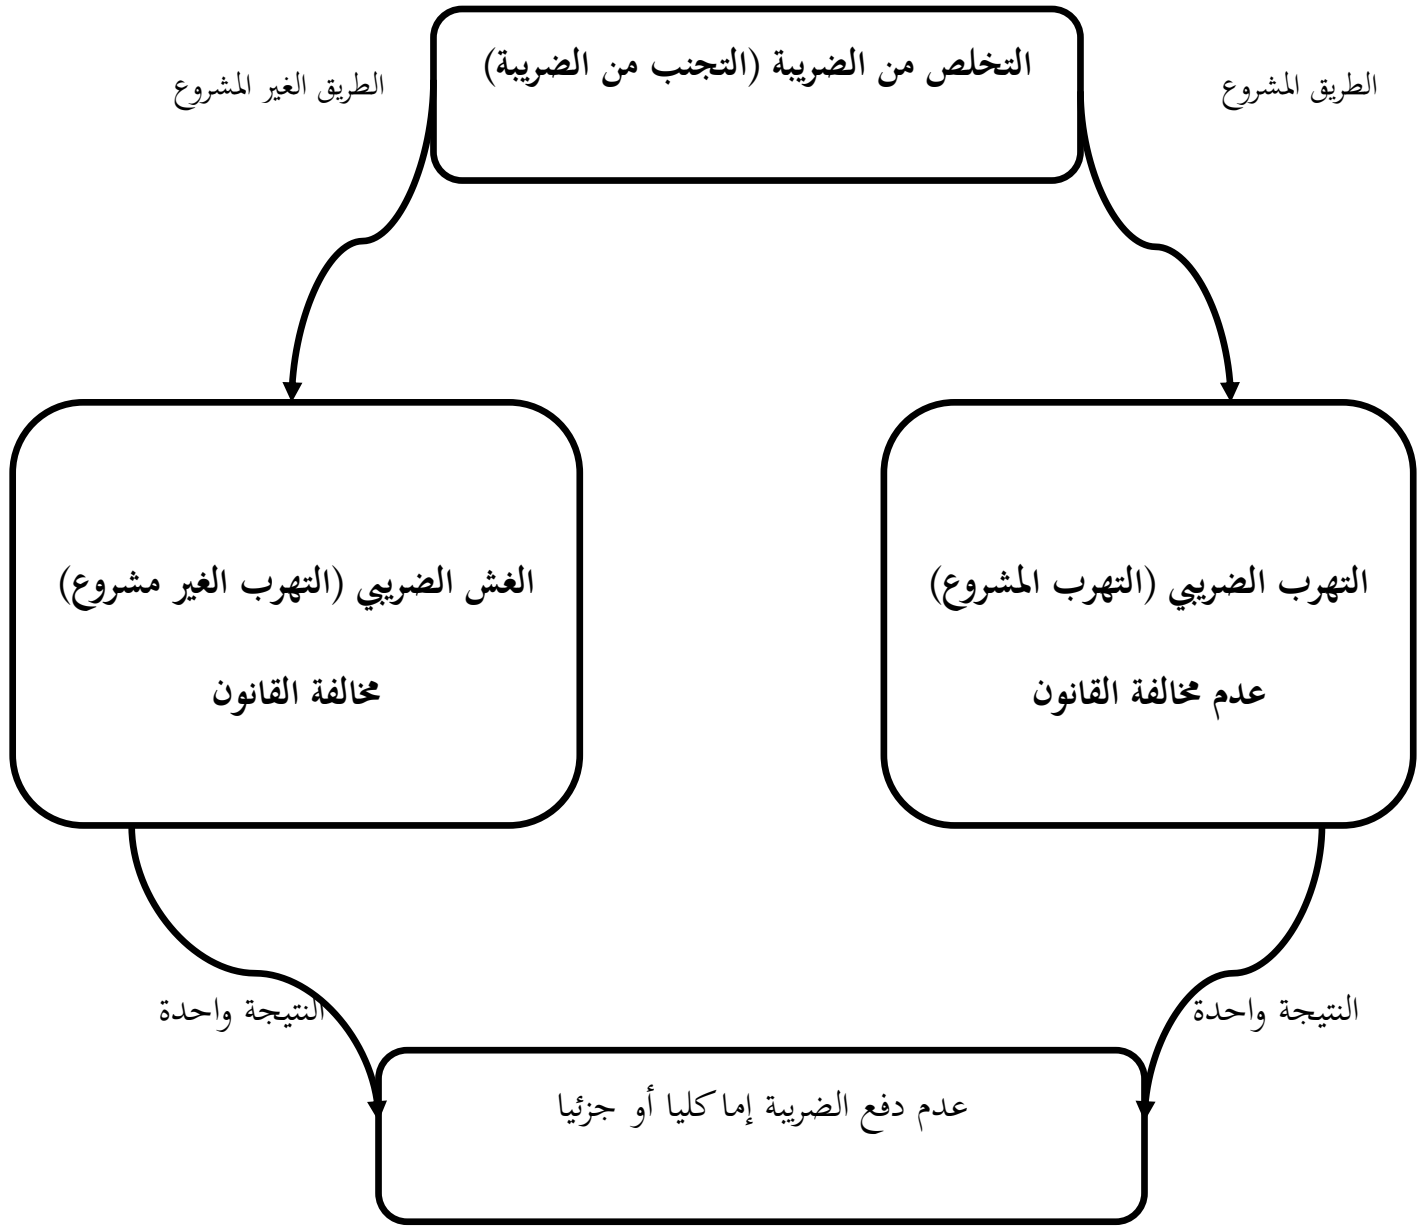 التخلص من الضريبة (التجنب من الضريبة)
الطريق المشروع
الطريق الغير المشروع
التهرب الضريبي (التهرب المشروع)
عدم مخالفة القانون
الغش الضريبي (التهرب الغير مشروع)
مخالفة القانون
النتيجة واحدة
النتيجة واحدة
عدم دفع الضريبة إما كليا أو جزئيا